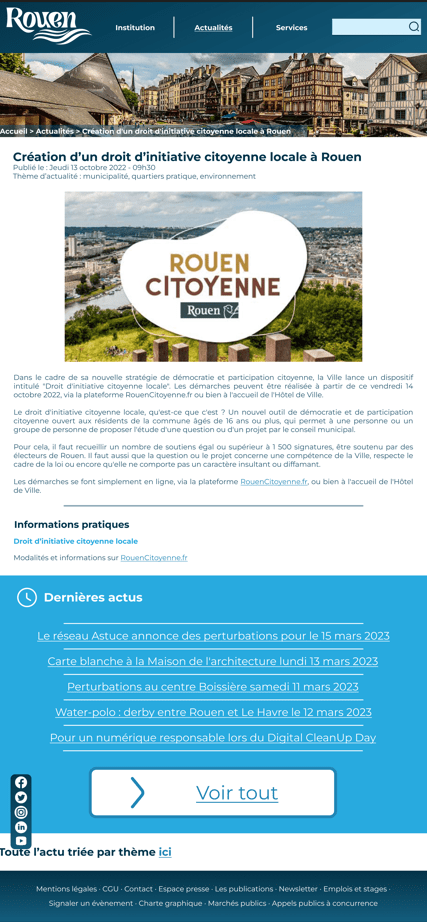 Rouen
Institution
Actualités
Services
Accueil > Actualités > Création d'un droit d'initiative citoyenne locale à Rouen
Création d'un droit d'initiative citoyenne locale à Rouen
Publié le : Jeudi 13 octobre 2022 - 09h30
Thème d'actualité : municipalité, quartiers pratique, environnement
ROUEN
CITOYENNE
Rouen
Dans le cadre de sa nouvelle stratégie de démocratie et participation citoyenne, la Ville lance un dispositif
intitulé "Droit d'initiative citoyenne locale". Les démarches peuvent être réalisée à partir de ce vendredi 14
octobre 2022, via la plateforme RouenCitoyenne.fr ou bien à l'accueil de l'Hôtel de Ville.
Le droit d'initiative citoyenne locale, qu'est-ce que c'est ? Un nouvel outil de démocratie et de participation
citoyenne ouvert aux résidents de la commune âgés de 16 ans ou plus, qui permet à une personne ou un
groupe de personne de proposer l'étude d'une question ou d'un projet par le conseil municipal.
Pour cela, il faut recueillir un nombre de soutiens égal ou supérieur à 1 500 signatures, être soutenu par des
électeurs de Rouen. Il faut aussi que la question ou le projet concerne une compétence de la Ville, respecte le
cadre de la loi ou encore qu'elle ne comporte pas un caractère insultant ou diffamant.
Les démarches se font simplement en ligne, via la plateforme RouenCitoyenne.fr, ou bien à l'accueil de l'Hôtel
de Ville.
Informations pratiques
Droit d'initiative citoyenne locale
Modalités et informations sur RouenCitoyenne.fr
Dernières actus
Le réseau Astuce annonce des perturbations pour le 15 mars 2023
Carte blanche à la Maison de l'architecture lundi 13 mars 2023
Perturbations au centre Boissière samedi 11 mars 2023
Water-polo : derby entre Rouen et Le Havre le 12 mars 2023
Pour un numérique responsable lors du Digital CleanUp Day
Voir tout
Toute l'actu triée par thème ici
Mentions légales · CGU · Contact · Espace presse · Les publications · Newsletter · Emplois et stages ·
Signaler un évènement · Charte graphique · Marchés publics · Appels publics à concurrence